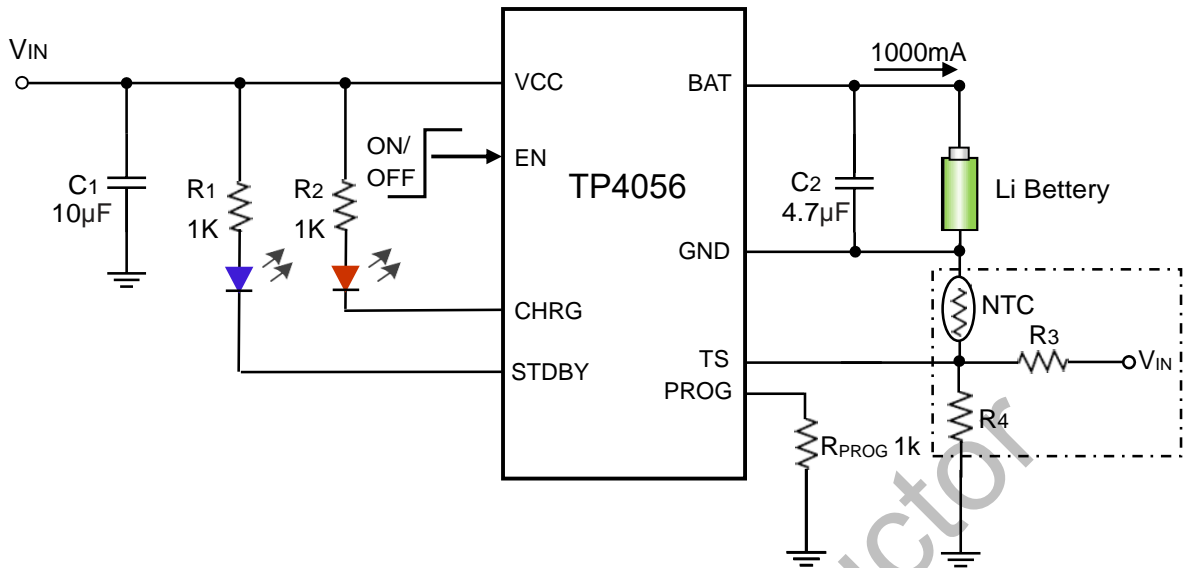 VIN
C1
10µF
R1
1K
R2
1K
ON/
OFF
VCC
EN
CHRG
STDBY
TP4056
BAT
GND
TS
PROG
1000mA
C2
4.7µF
Li Bettery
NTC
R3
VIN
R4
RPROG 1k
uctor